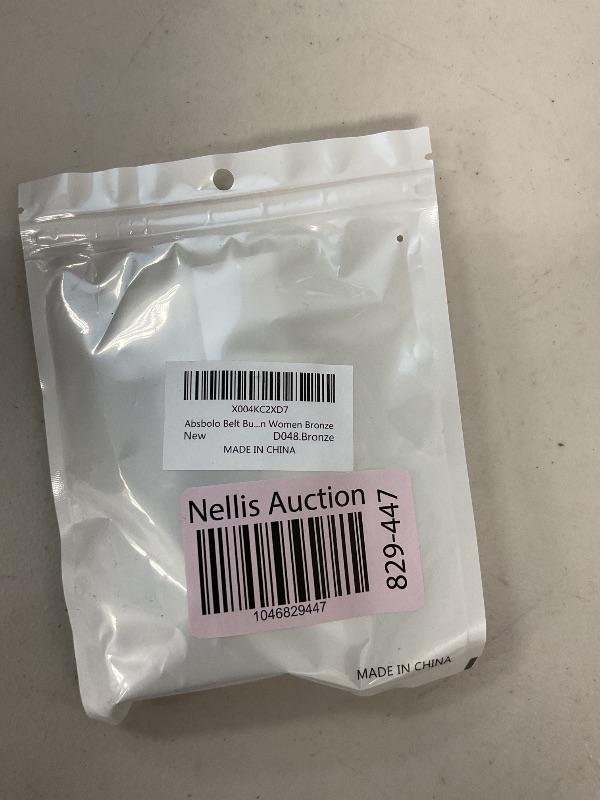 X004KC2XD7
Absbolo Belt Bu...n Women Bronze
New D048.Bronze
MADE IN CHINA
Nellis Auction
829-447
1046829447
MADE IN CHINA